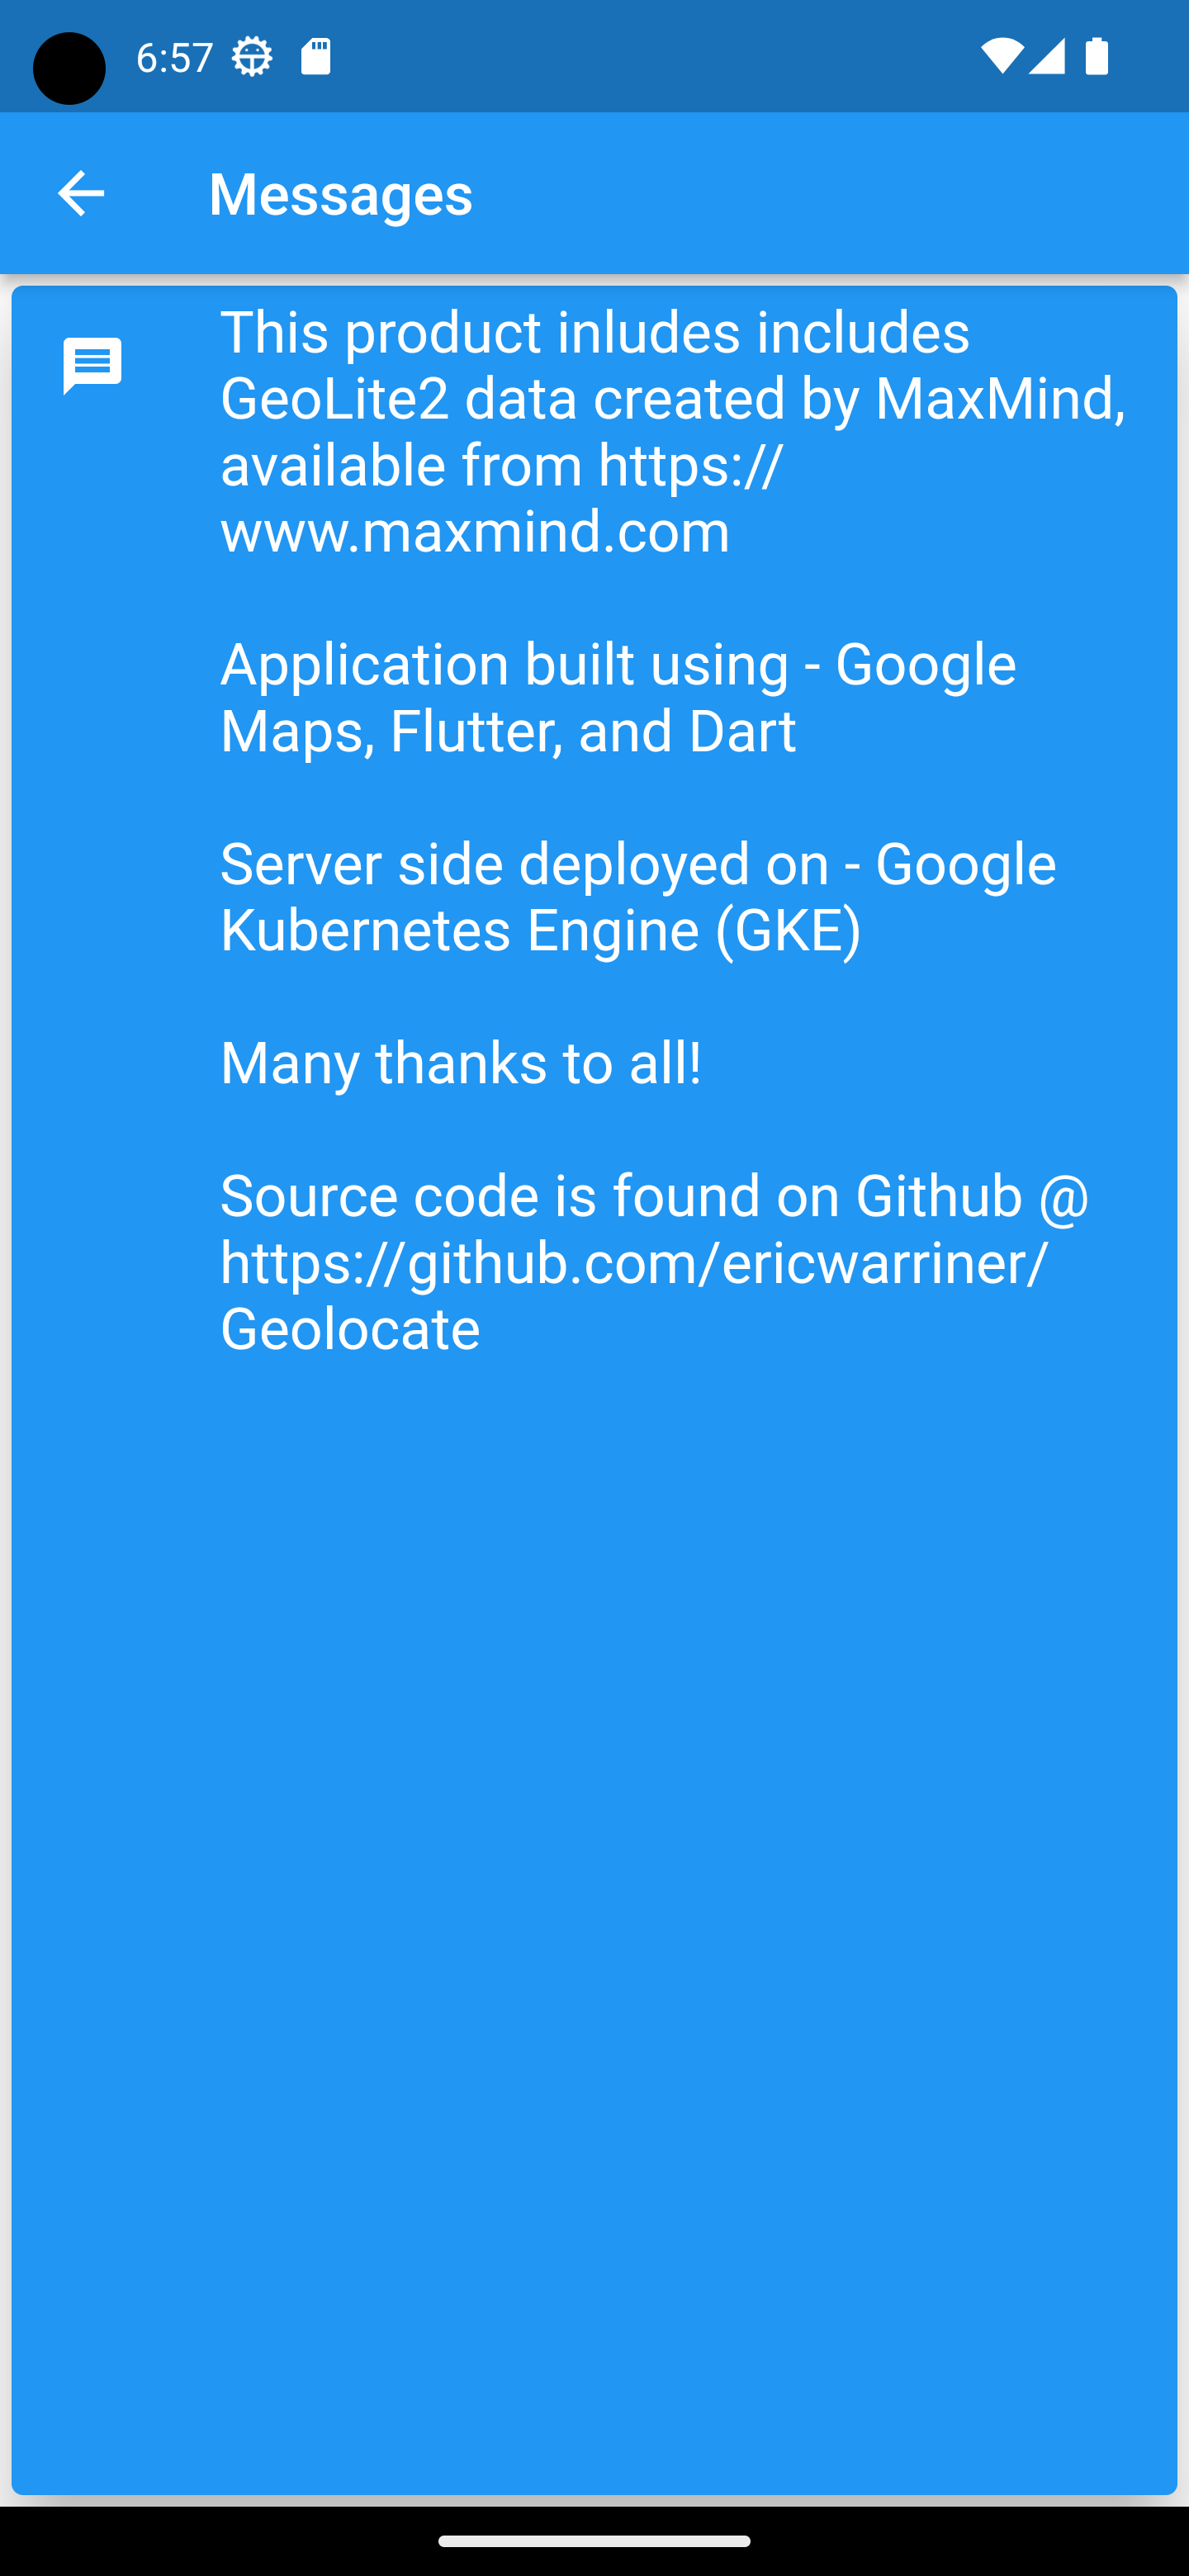 6:57
Messages
This product inludes includes
GeoLite2 data created by MaxMind,
available from https://
www.maxmind.com
Application built using - Google
Maps, Flutter, and Dart
Server side deployed on - Google
Kubernetes Engine (GKE)
Many thanks to all!
Source code is found on Github @
https://github.com/ericwarriner/
Geolocate